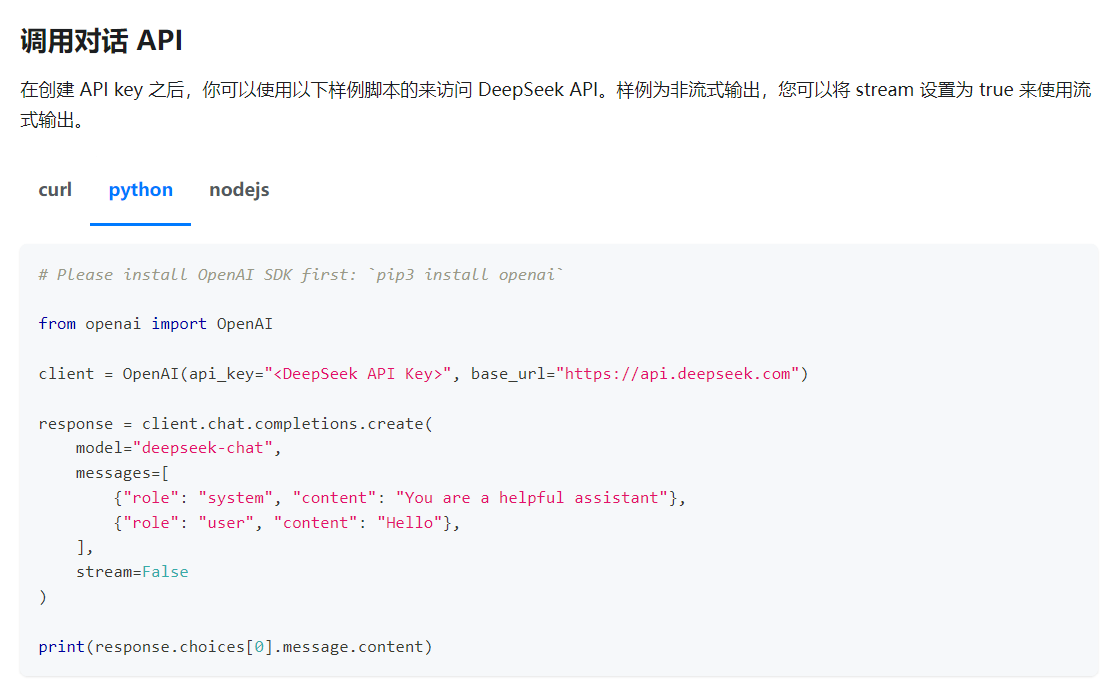 调用对话 API
在创建 API key 之后，你可以使用以下样例脚本的来访问 DeepSeek API。样例为非流式输出，您可以将 stream 设置为 true 来使用流
式输出。
curl python nodejs
# Please install OpenAI SDK first: `pip3 install openai`
from openai import OpenAI
client = OpenAI(api_key="<DeepSeek API Key>", base_url="https://api.deepseek.com")
response = client.chat.completions.create(
    model="deepseek-chat",
    messages=[
        {"role": "system", "content": "You are a helpful assistant"},
        {"role": "user", "content": "Hello"},
    ],
    stream=False
)
print(response.choices[0].message.content)